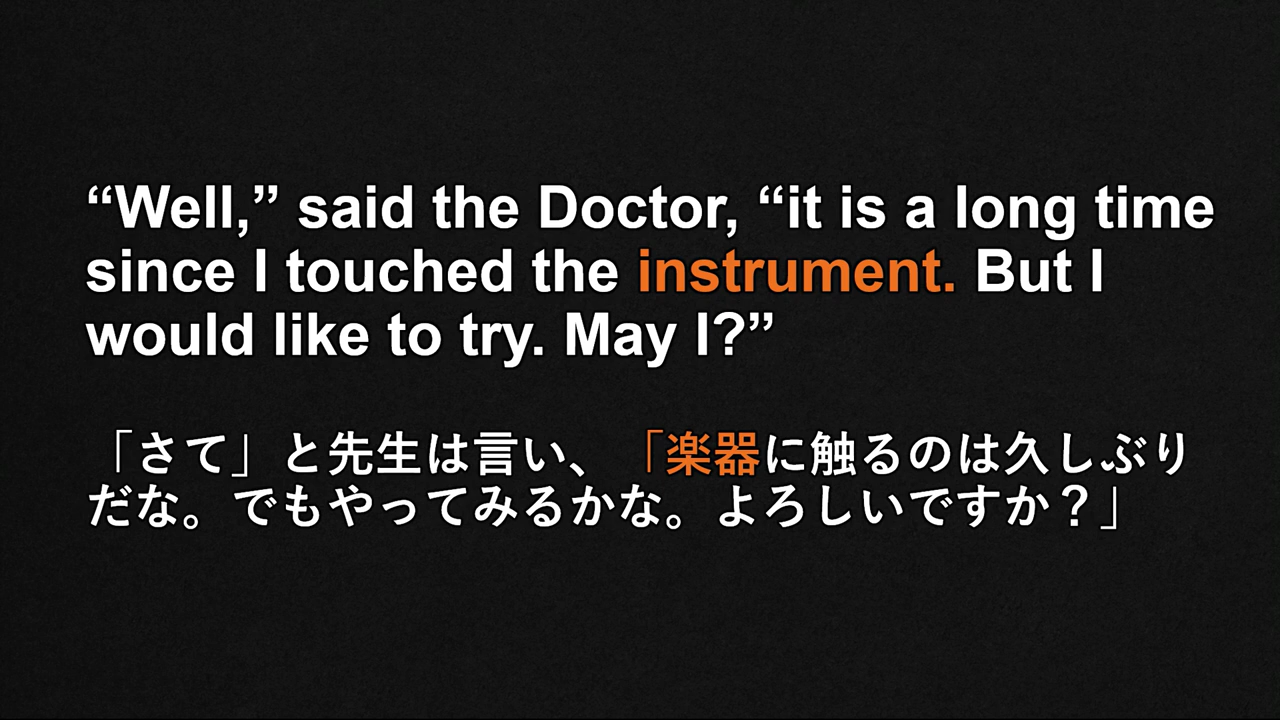 “Well,” said the Doctor, “it is a long time
since I touched the instrument. But I
would like to try. May I?”
「さて」と先生は言い、「楽器に触るのは久しぶり
だな。でもやってみるかな。よろしいですか？」